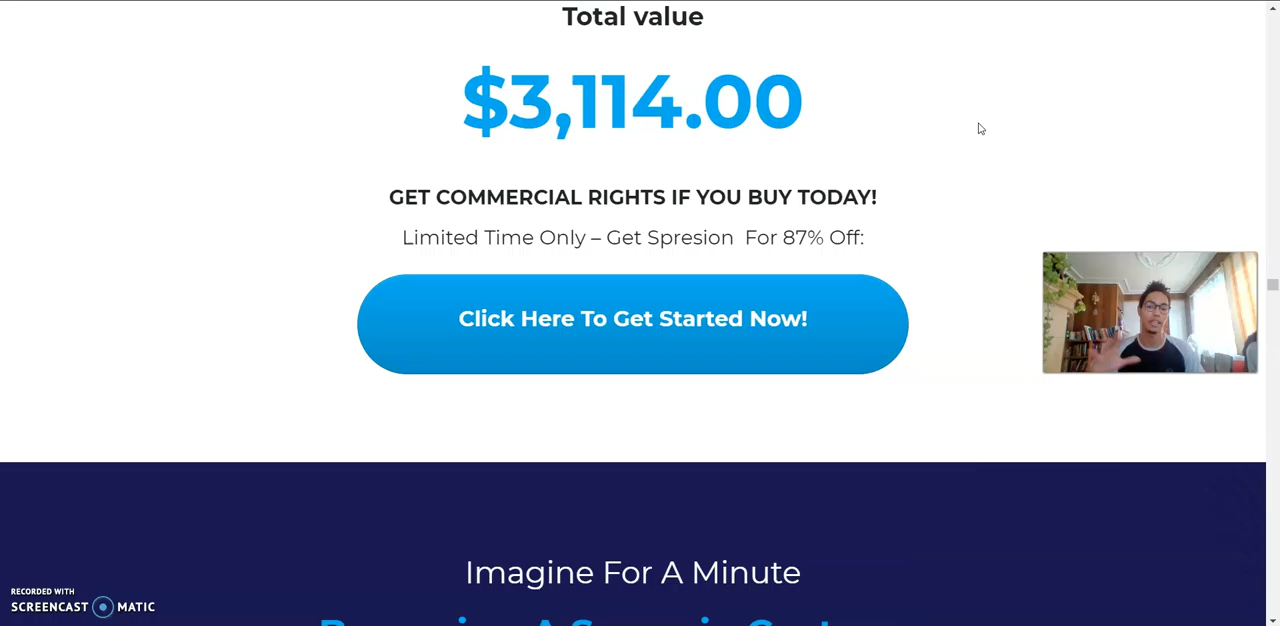 Total value
$3,114.00
GET COMMERCIAL RIGHTS IF YOU BUY TODAY!
Limited Time Only – Get Spresion For 87% Off:
Click Here To Get Started Now!
Imagine For A Minute
RECORDED WITH
SCREENCAST MATIC